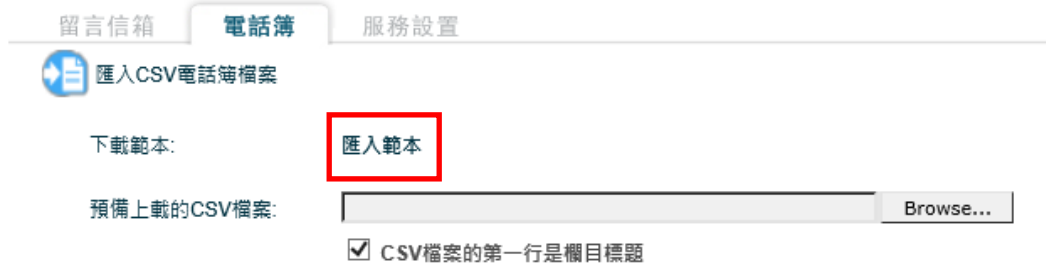 留言信箱 電話簿 服務設置
匯入CSV電話簿檔案
下載範本: 匯入範本
預備上載的CSV檔案: Browse...
CSV檔案的第一行是欄目標題